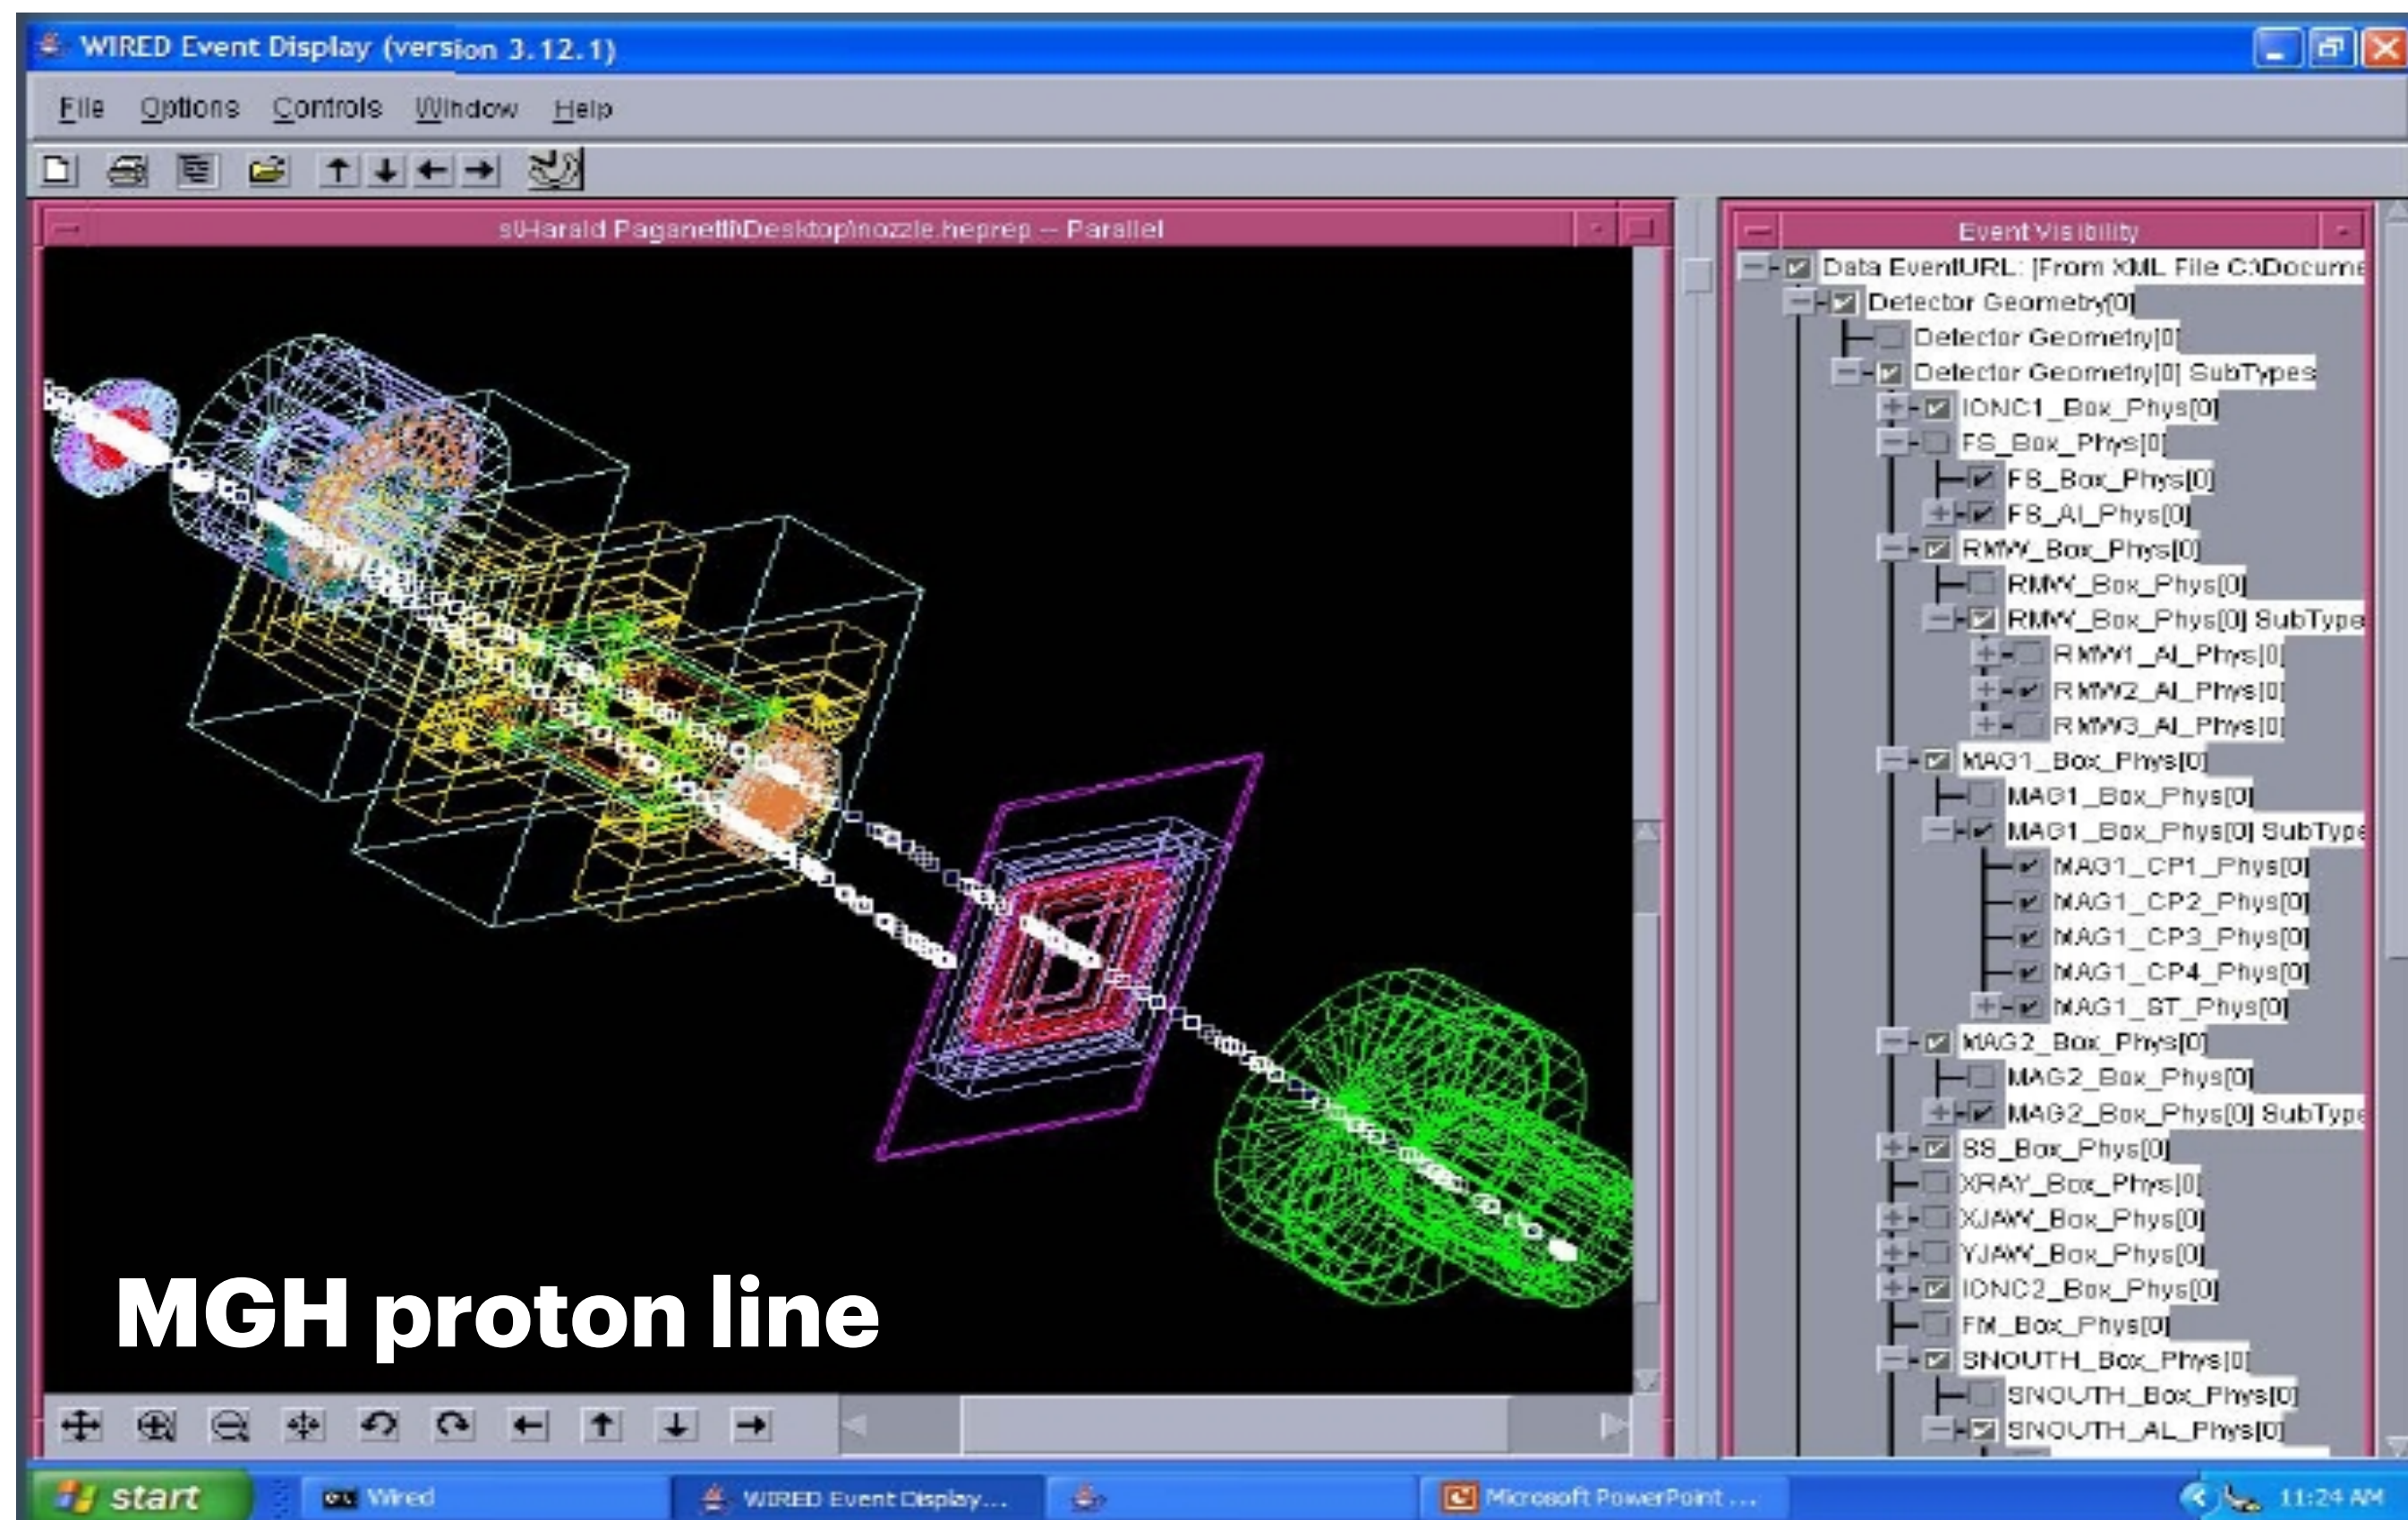 WIRED Event Display (version 3.12.1)
File Options Controls Window Help
s\Harald Paganetti\Desktop\nozzle.heprep -- Parallel
MGH proton line
Event Visibility
Data EventURL: [From XML File C:\Docume
Detector Geometry[0]
Detector Geometry[0]
Detector Geometry[0] SubTypes
IONC1_Box_Phys[0]
FS_Box_Phys[0]
FS_Box_Phys[0]
FS_Al_Phys[0]
RMW_Box_Phys[0]
RMW_Box_Phys[0]
RMW_Box_Phys[0] SubType
RMW1_Al_Phys[0]
RMW2_Al_Phys[0]
RMW3_Al_Phys[0]
MAG1_Box_Phys[0]
MAG1_Box_Phys[0]
MAG1_Box_Phys[0] SubType
MAG1_CP1_Phys[0]
MAG1_CP2_Phys[0]
MAG1_CP3_Phys[0]
MAG1_CP4_Phys[0]
MAG1_ST_Phys[0]
MAG2_Box_Phys[0]
MAG2_Box_Phys[0]
MAG2_Box_Phys[0] SubType
SS_Box_Phys[0]
XRAY_Box_Phys[0]
XJAW_Box_Phys[0]
YJAW_Box_Phys[0]
IONC2_Box_Phys[0]
FM_Box_Phys[0]
SNOUTH_Box_Phys[0]
SNOUTH_Box_Phys[0]
SNOUTH_AL_Phys[0]
start
Wired
WIRED Event Display...
Microsoft PowerPoint ...
11:24 AM